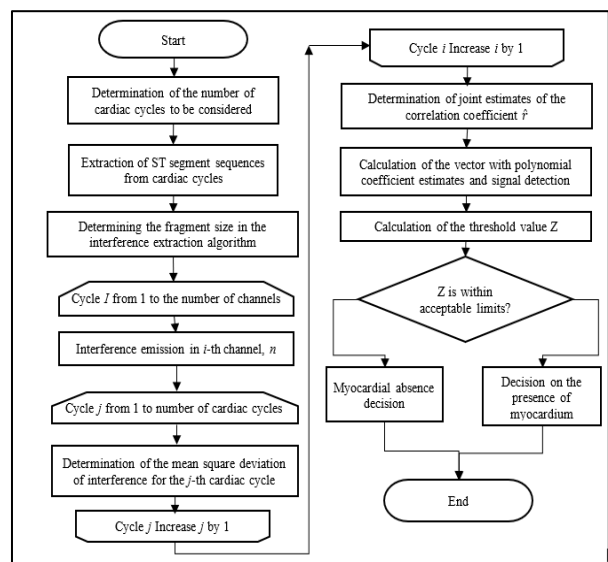 Start
Determination of the number of
cardiac cycles to be considered
Extraction of ST segment sequences
from cardiac cycles
Determining the fragment size in the
interference extraction algorithm
Cycle I from 1 to the number of channels
Interference emission in i-th channel, n
Cycle j from 1 to number of cardiac cycles
Determination of the mean square deviation
of interference for the j-th cardiac cycle
Cycle j Increase j by 1
Cycle i Increase i by 1
Determination of joint estimates of the
correlation coefficient r̂
Calculation of the vector with polynomial
coefficient estimates and signal detection
Calculation of the threshold value Z
Z is within
acceptable limits?
Myocardial absence
decision
Decision on the
presence of
myocardium
End